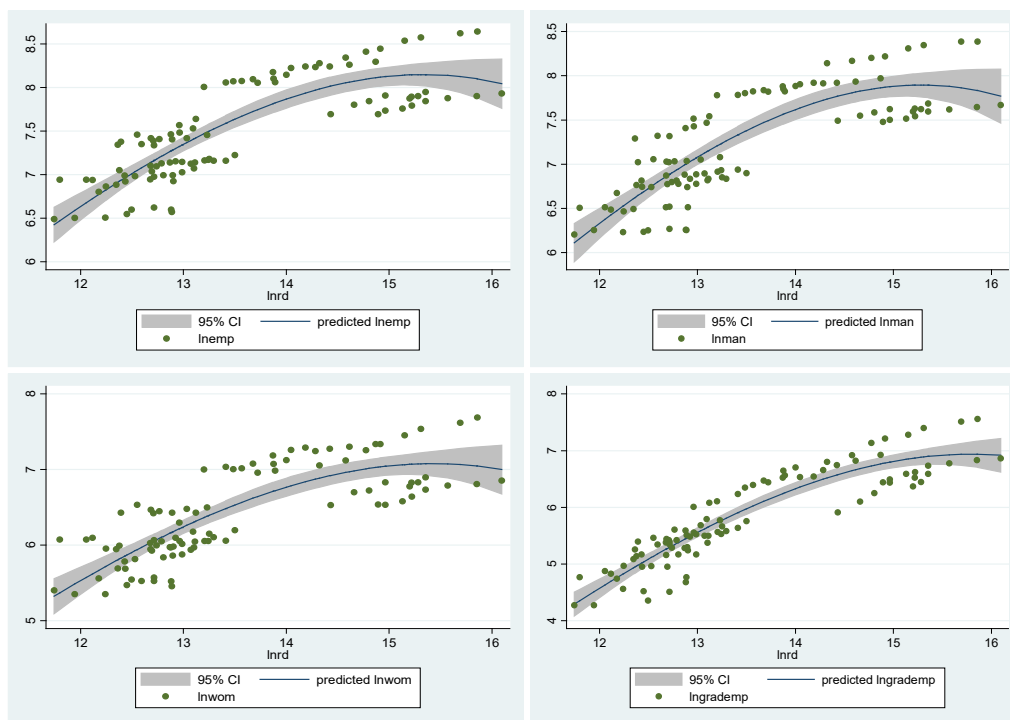 8.5
8
7.5
7
6.5
6
12 13 14 15 16
lnrd
95% CI predicted lnemp
lnemp
8.5
8
7.5
7
6.5
6
12 13 14 15 16
lnrd
95% CI predicted lnman
lnman
8
7
6
5
12 13 14 15 16
lnrd
95% CI predicted lnwom
lnwom
8
7
6
5
4
12 13 14 15 16
lnrd
95% CI predicted lngrademp
lngrademp